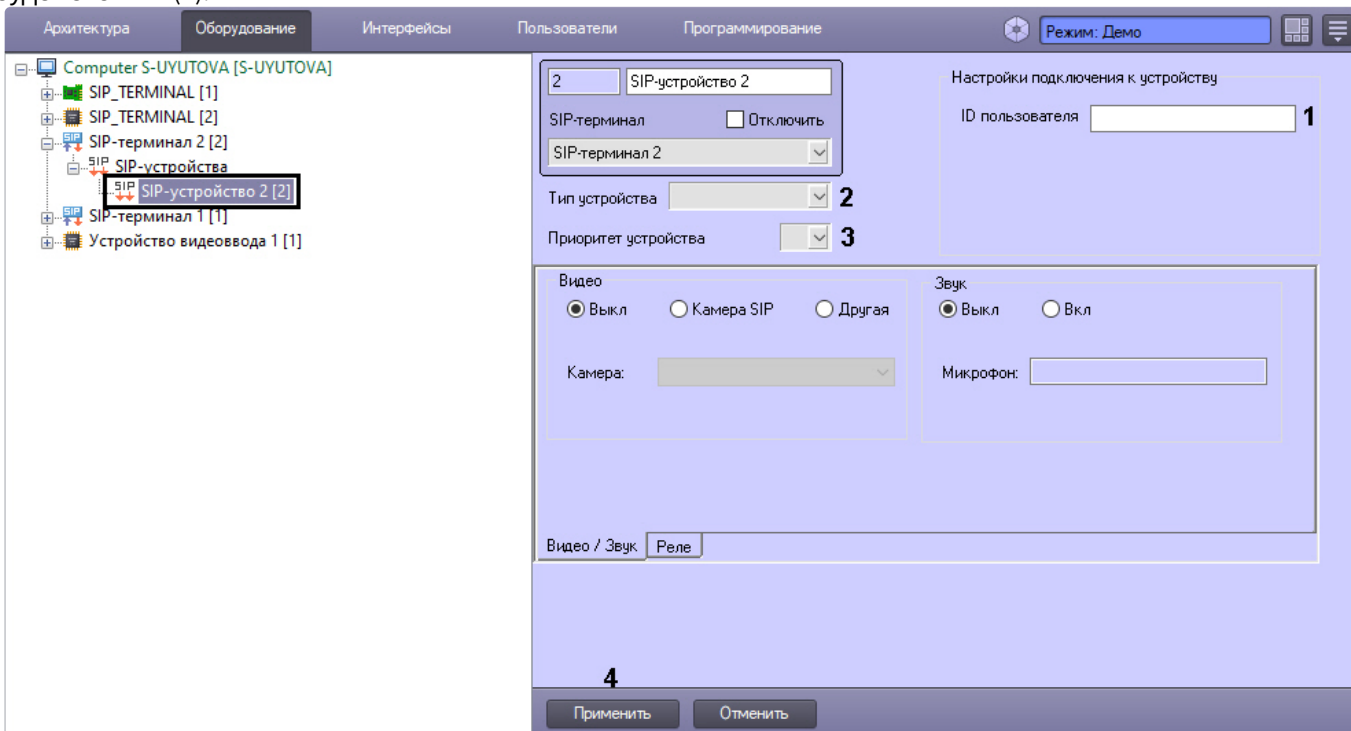 Архитектура Оборудование Интерфейсы Пользователи Программирование Режим: Демо
Computer S-UYUTOVA [S-UYUTOVA]
SIP_TERMINAL [1]
SIP_TERMINAL [2]
SIP-терминал 2 [2]
SIP-устройства
SIP-устройство 2 [2]
SIP-терминал 1 [1]
Устройство видеоввода 1 [1]
2 SIP-устройство 2
SIP-терминал Отключить
SIP-терминал 2
Тип устройства 2
Приоритет устройства 3
Настройки подключения к устройству
ID пользователя 1
Видео
Выкл Камера SIP Другая
Камера:
Звук
Выкл Вкл
Микрофон:
Видео / Звук Реле
4
Применить Отменить